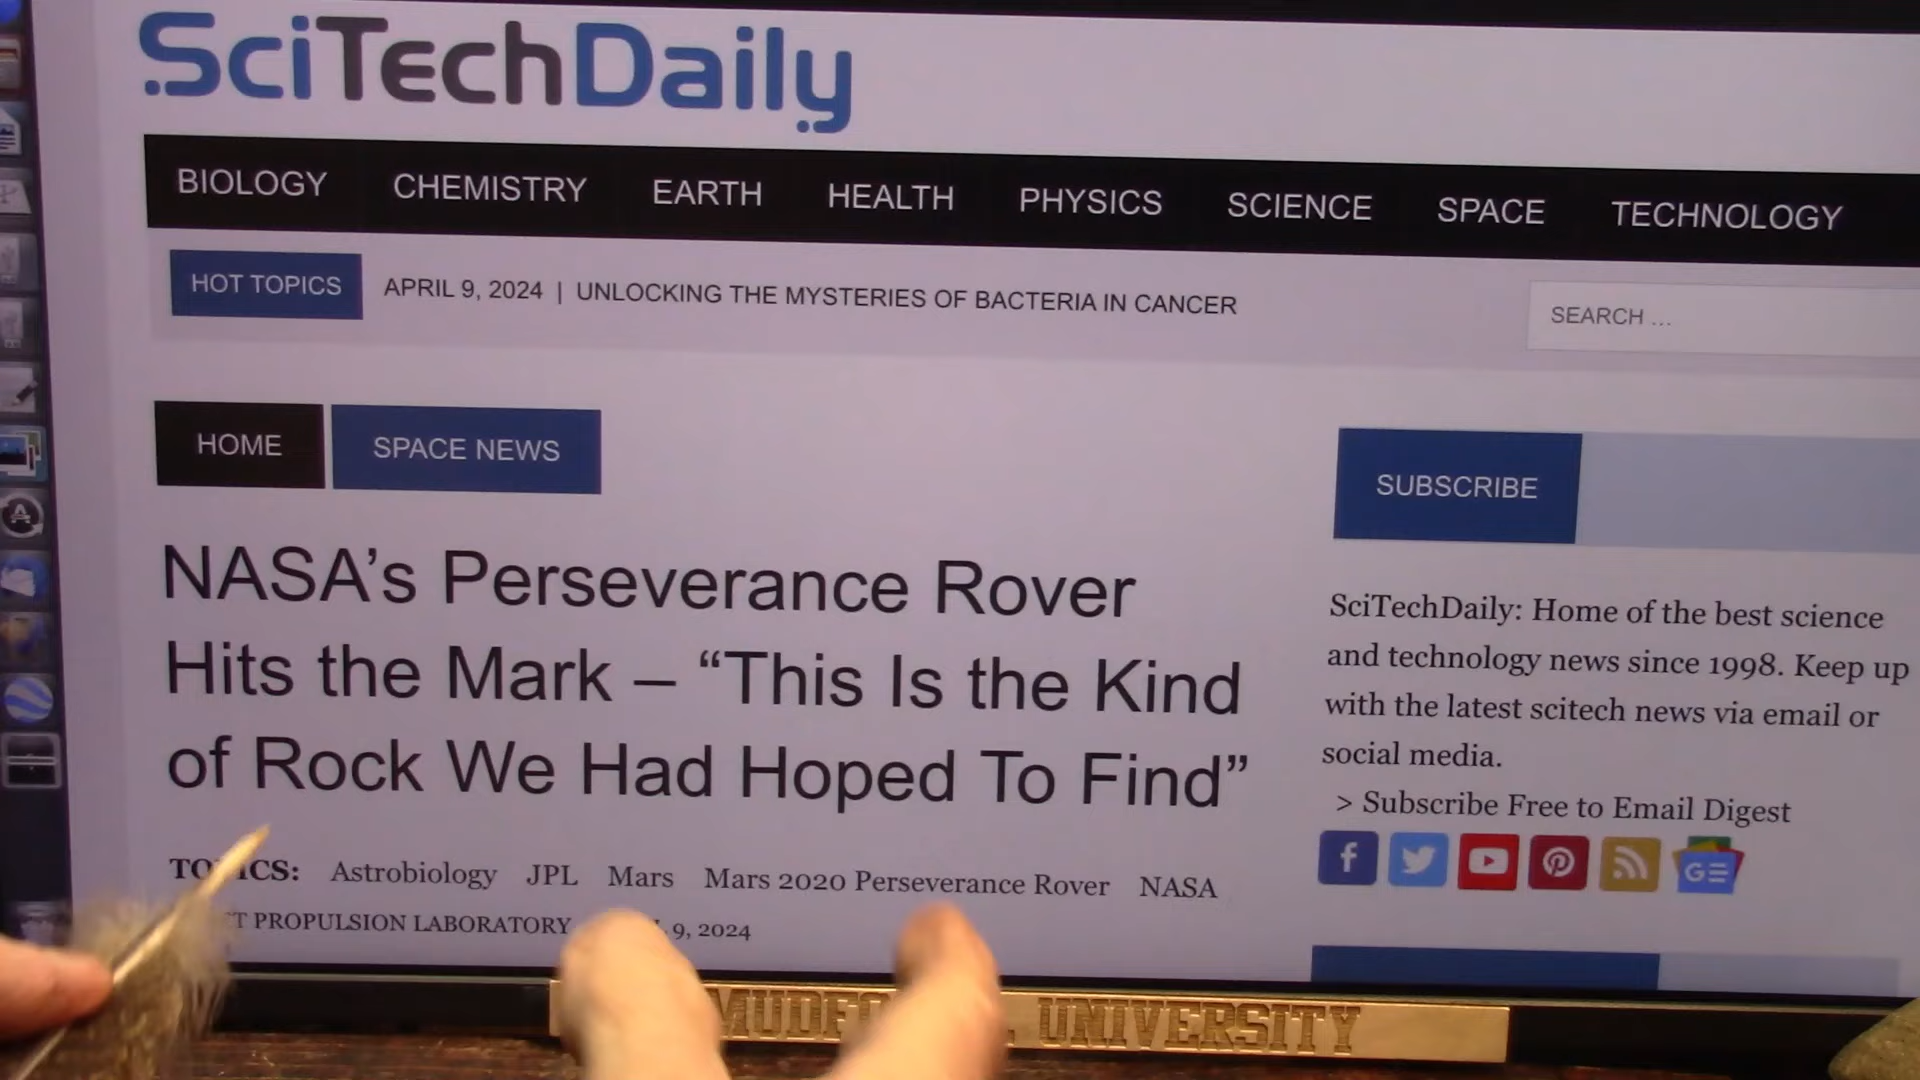 SciTechDaily
BIOLOGY CHEMISTRY EARTH HEALTH PHYSICS SCIENCE SPACE TECHNOLOGY
HOT TOPICS APRIL 9, 2024 | UNLOCKING THE MYSTERIES OF BACTERIA IN CANCER
SEARCH ...
HOME SPACE NEWS
NASA's Perseverance Rover
Hits the Mark – “This Is the Kind
of Rock We Had Hoped To Find”
TOPICS: Astrobiology JPL Mars Mars 2020 Perseverance Rover NASA
PROPULSION LABORATORY 9, 2024
SUBSCRIBE
SciTechDaily: Home of the best science
and technology news since 1998. Keep up
with the latest scitech news via email or
social media.
> Subscribe Free to Email Digest
f
GE
UNIVERSITY